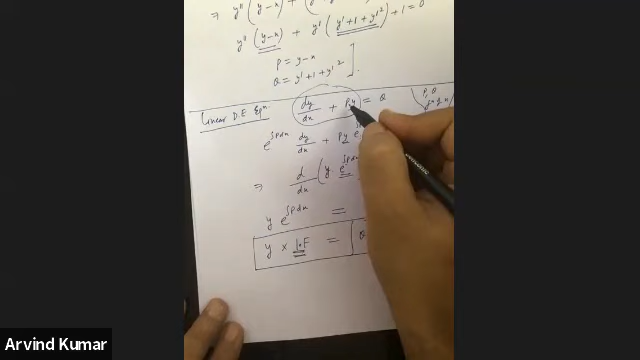 ⇒ y'' (y-x) +
y'' (y-x) + y' (y'+1+y'²) + 1 = 0
P = y-x
Q = y'+1+y'²
Linear D.E Eqⁿ.
dy/dx + Py = Q
P, Q
e^∫Pdx dy/dx + Py e
⇒ d/dx (y e^∫Pdx
y e^∫Pdx =
y × I.F = ∫Q
Arvind Kumar